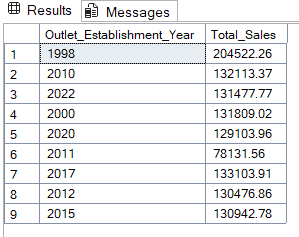 Results Messages
Outlet_Establishment_Year Total_Sales
1 1998 204522.26
2 2010 132113.37
3 2022 131477.77
4 2000 131809.02
5 2020 129103.96
6 2011 78131.56
7 2017 133103.91
8 2012 130476.86
9 2015 130942.78